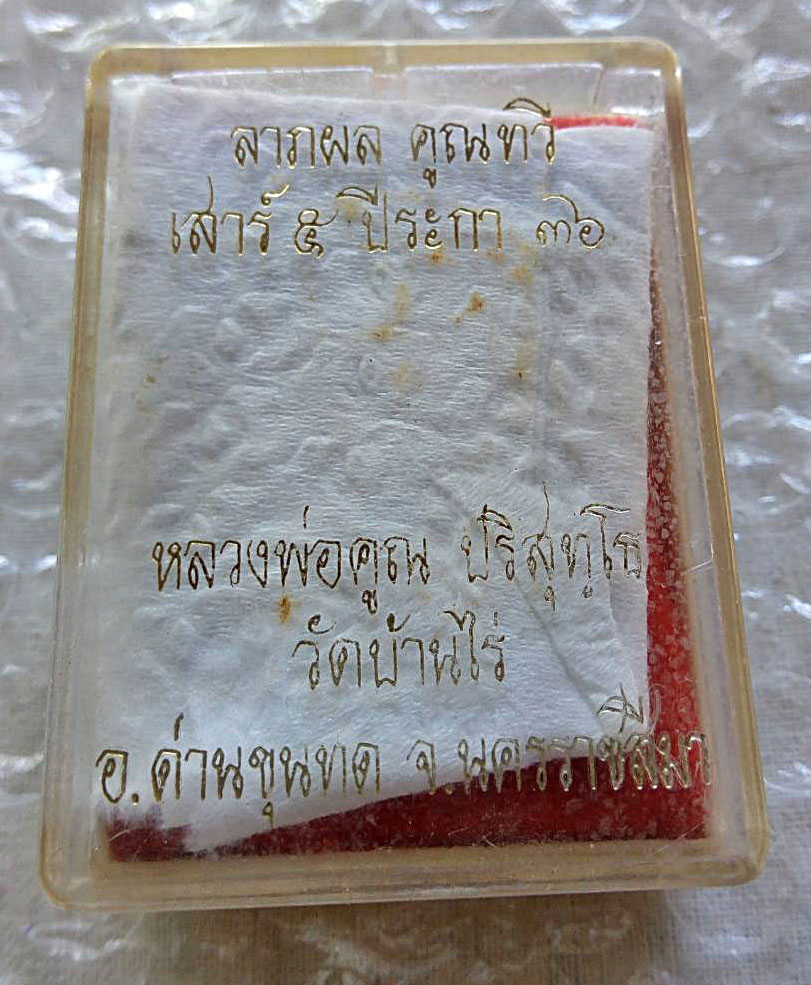 ลาภผล คูณทวี
เสาร์ ๕ ปีระกา ๓๖
หลวงพ่อคูณ ปริสุทฺโธ
วัดบ้านไร่
อ.ด่านขุนทด จ.นครราชสีมา